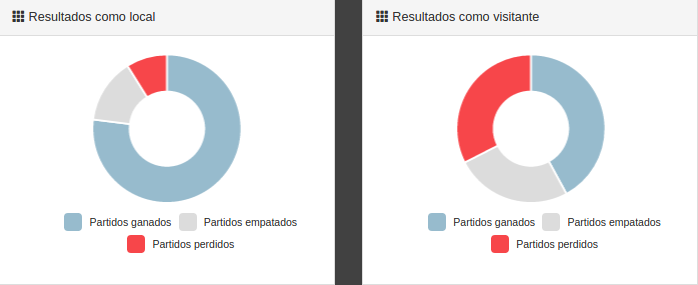 Resultados como local
Partidos ganados Partidos empatados
Partidos perdidos
Resultados como visitante
Partidos ganados Partidos empatados
Partidos perdidos